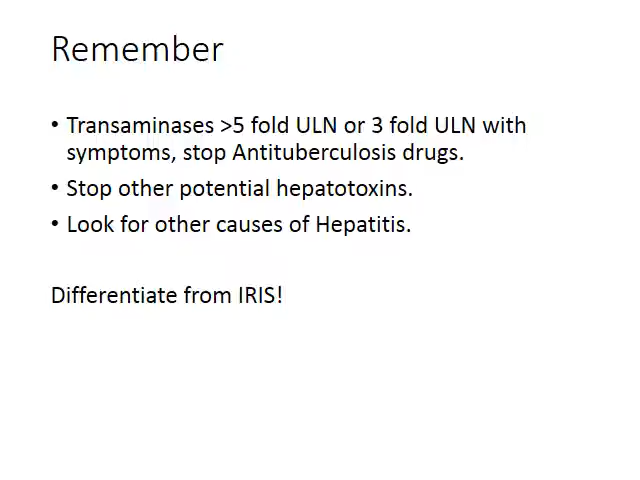 Remember
• Transaminases >5 fold ULN or 3 fold ULN with
symptoms, stop Antituberculosis drugs.
• Stop other potential hepatotoxins.
• Look for other causes of Hepatitis.
Differentiate from IRIS!